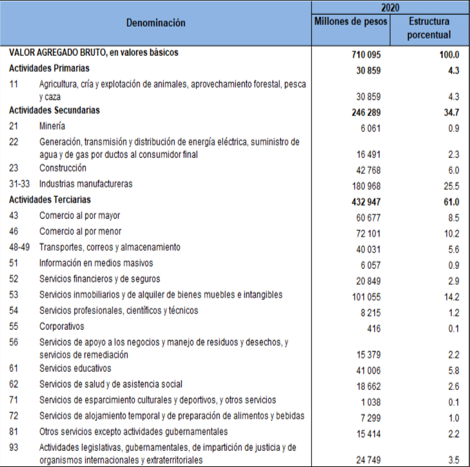 Denominación 2020
Millones de pesos Estructura porcentual
VALOR AGREGADO BRUTO, en valores básicos 710 095 100.0
Actividades Primarias 30 859 4.3
11 Agricultura, cría y explotación de animales, aprovechamiento forestal, pesca
y caza 30 859 4.3
Actividades Secundarias 246 289 34.7
21 Minería 6 061 0.9
22 Generación, transmisión y distribución de energía eléctrica, suministro de
agua y de gas por ductos al consumidor final 16 491 2.3
23 Construcción 42 768 6.0
31-33 Industrias manufactureras 180 968 25.5
Actividades Terciarias 432 947 61.0
43 Comercio al por mayor 60 677 8.5
46 Comercio al por menor 72 101 10.2
48-49 Transportes, correos y almacenamiento 40 031 5.6
51 Información en medios masivos 6 057 0.9
52 Servicios financieros y de seguros 20 849 2.9
53 Servicios inmobiliarios y de alquiler de bienes muebles e intangibles 101 055 14.2
54 Servicios profesionales, científicos y técnicos 8 215 1.2
55 Corporativos 416 0.1
56 Servicios de apoyo a los negocios y manejo de residuos y desechos, y
servicios de remediación 15 379 2.2
61 Servicios educativos 41 006 5.8
62 Servicios de salud y de asistencia social 18 662 2.6
71 Servicios de esparcimiento culturales y deportivos, y otros servicios 1 038 0.1
72 Servicios de alojamiento temporal y de preparación de alimentos y bebidas 7 299 1.0
81 Otros servicios excepto actividades gubernamentales 15 414 2.2
93 Actividades legislativas, gubernamentales, de impartición de justicia y de
organismos internacionales y extraterritoriales 24 749 3.5